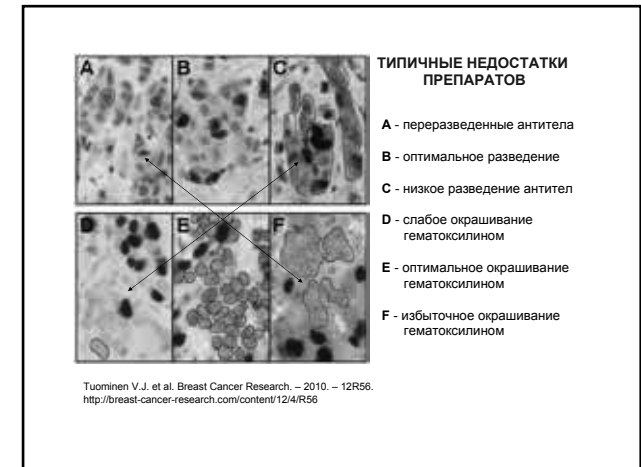 A
B
C
D
E
F
ТИПИЧНЫЕ НЕДОСТАТКИ
ПРЕПАРАТОВ
A - переразведенные антитела
B - оптимальное разведение
C - низкое разведение антител
D - слабое окрашивание
гематоксилином
E - оптимальное окрашивание
гематоксилином
F - избыточное окрашивание
гематоксилином
Tuominen V.J. et al. Breast Cancer Research. – 2010. – 12R56.
http://breast-cancer-research.com/content/12/4/R56